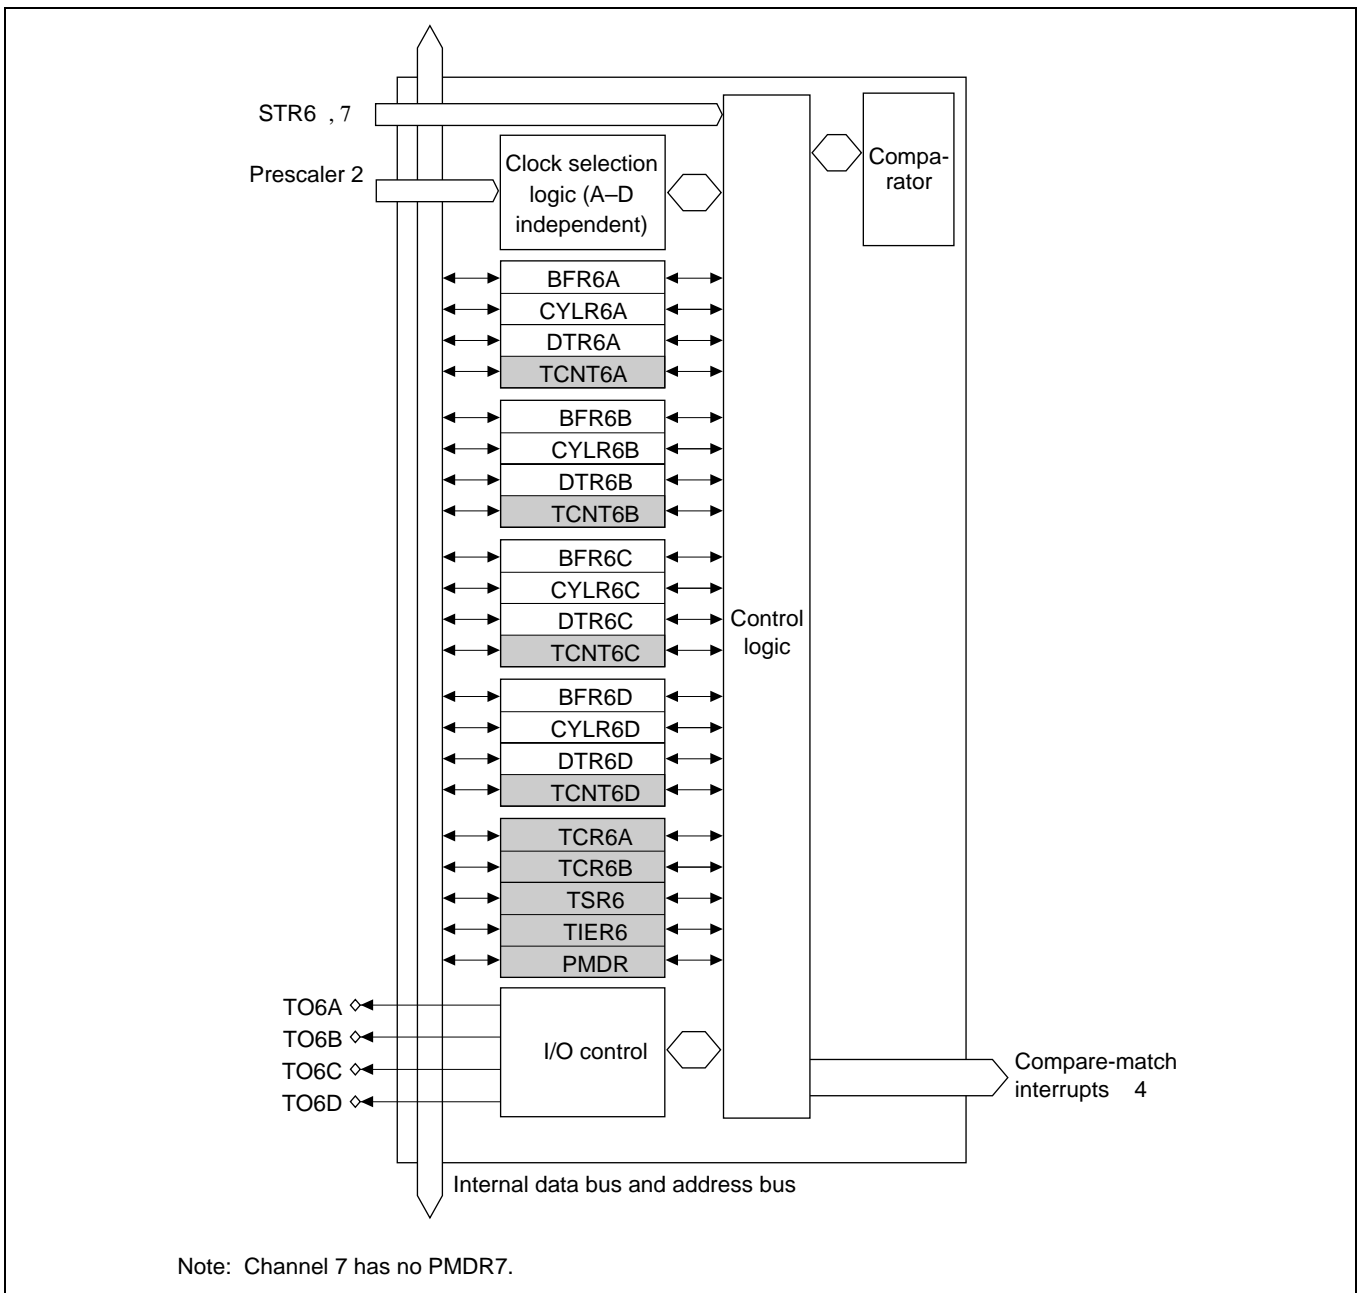 STR6 , 7
Prescaler 2
Clock selection
logic (A–D
independent)
Compa-
rator
BFR6A
CYLR6A
DTR6A
TCNT6A
BFR6B
CYLR6B
DTR6B
TCNT6B
BFR6C
CYLR6C
DTR6C
TCNT6C
Control
logic
BFR6D
CYLR6D
DTR6D
TCNT6D
TCR6A
TCR6B
TSR6
TIER6
PMDR
TO6A
TO6B
TO6C
TO6D
I/O control
Compare-match
interrupts 4
Internal data bus and address bus
Note: Channel 7 has no PMDR7.